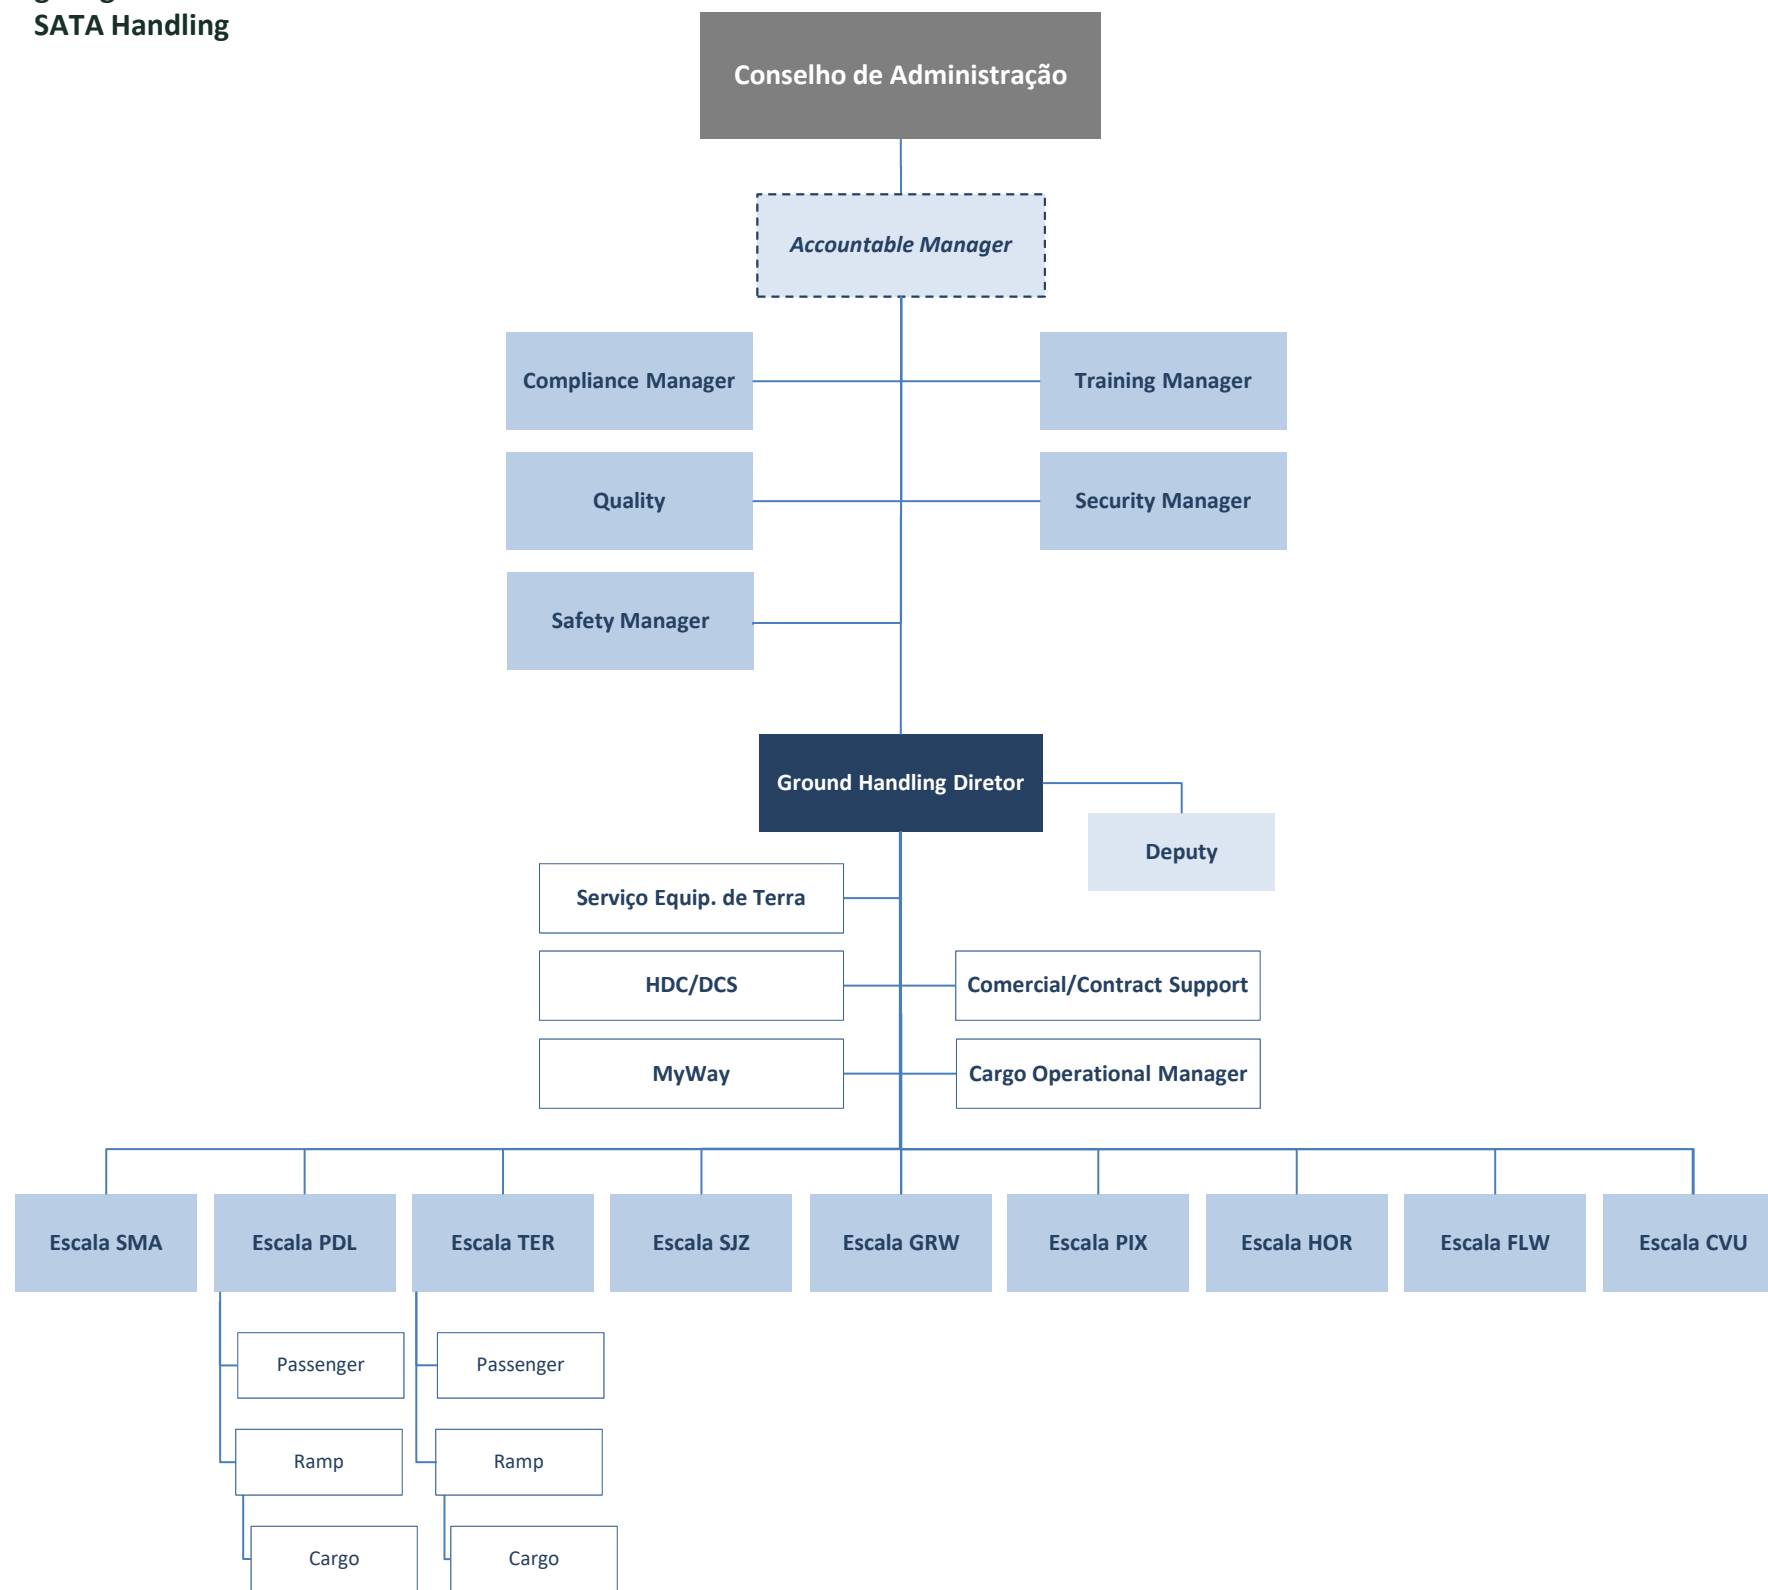 SATA Handling
Conselho de Administração
Accountable Manager
Compliance Manager
Training Manager
Quality
Security Manager
Safety Manager
Ground Handling Diretor
Deputy
Serviço Equip. de Terra
HDC/DCS
Comercial/Contract Support
MyWay
Cargo Operational Manager
Escala SMA
Escala PDL
Escala TER
Escala SJZ
Escala GRW
Escala PIX
Escala HOR
Escala FLW
Escala CVU
Passenger
Passenger
Ramp
Ramp
Cargo
Cargo